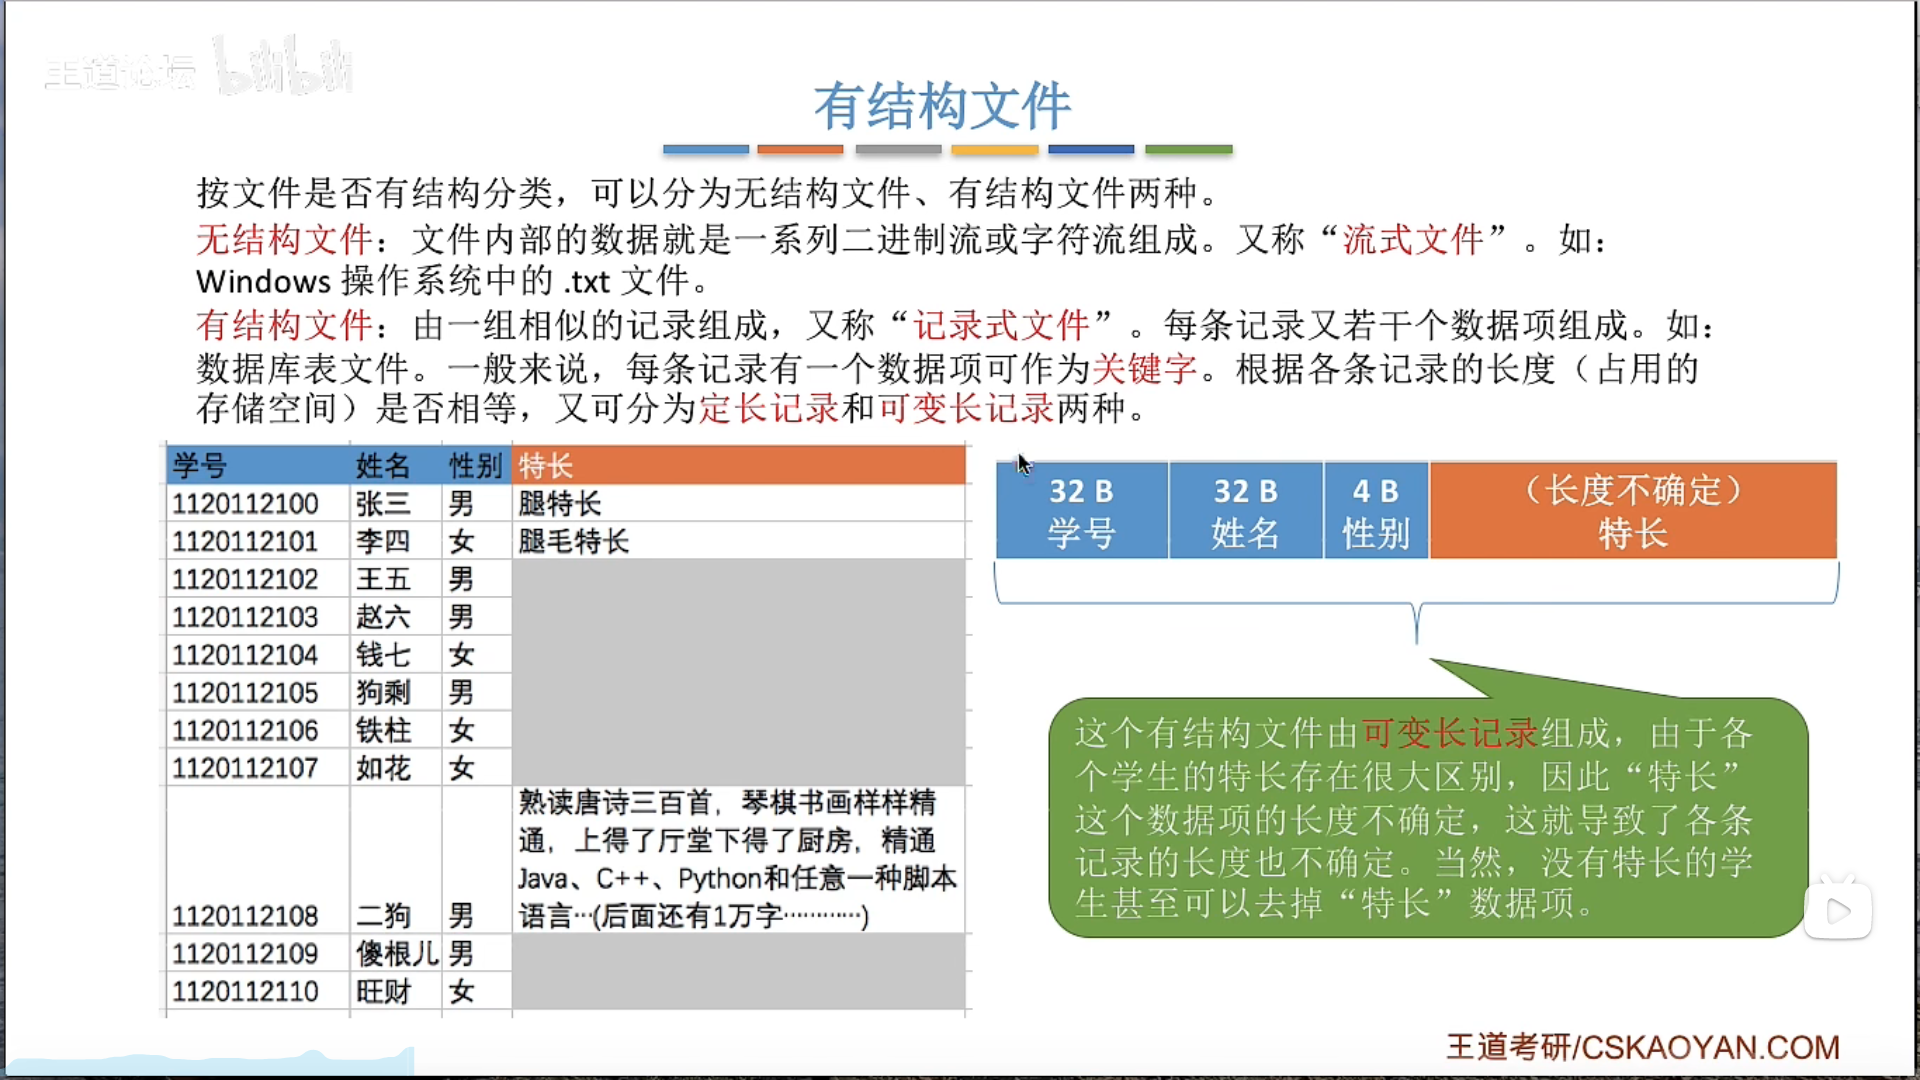 王道论坛 bilibili
有结构文件
按文件是否有结构分类，可以分为无结构文件、有结构文件两种。
无结构文件：文件内部的数据就是一系列二进制流或字符流组成。又称“流式文件”。如：
Windows 操作系统中的 .txt 文件。
有结构文件：由一组相似的记录组成，又称“记录式文件”。每条记录又若干个数据项组成。如：
数据库表文件。一般来说，每条记录有一个数据项可作为关键字。根据各条记录的长度（占用的
存储空间）是否相等，又可分为定长记录和可变长记录两种。
学号 姓名 性别 特长
1120112100 张三 男 腿特长
1120112101 李四 女 腿毛特长
1120112102 王五 男
1120112103 赵六 男
1120112104 钱七 女
1120112105 狗剩 男
1120112106 铁柱 女
1120112107 如花 女
熟读唐诗三百首，琴棋书画样样精
通，上得了厅堂下得了厨房，精通
Java、C++、Python和任意一种脚本
1120112108 二狗 男 语言…(后面还有1万字…………)
1120112109 傻根儿 男
1120112110 旺财 女
32 B 32 B 4 B （长度不确定）
学号 姓名 性别 特长
这个有结构文件由可变长记录组成，由于各
个学生的特长存在很大区别，因此“特长”
这个数据项的长度不确定，这就导致了各条
记录的长度也不确定。当然，没有特长的学
生甚至可以去掉“特长”数据项。
王道考研/CSKAOYAN.COM